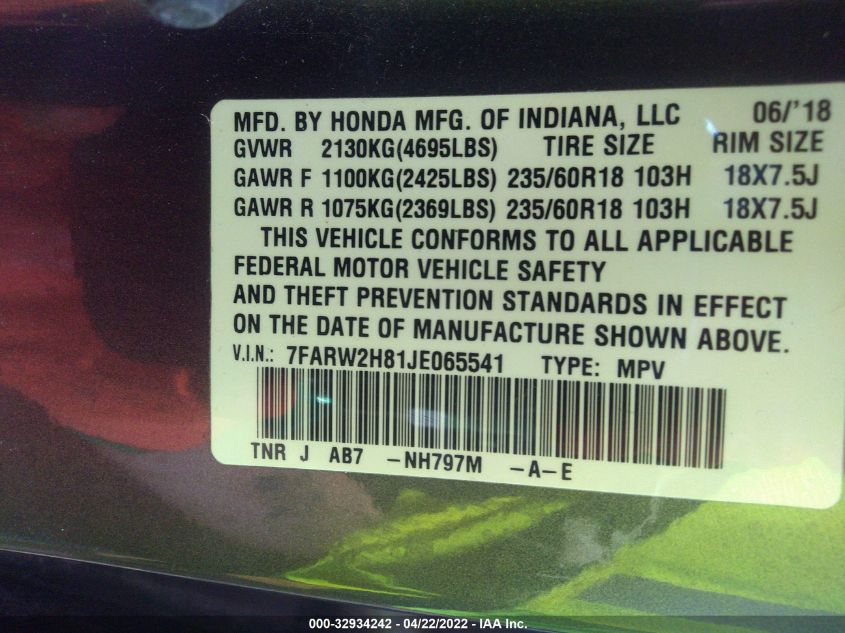 MFD. BY HONDA MFG. OF INDIANA, LLC 06/'18
GVWR 2130KG(4695LBS) TIRE SIZE RIM SIZE
GAWR F 1100KG(2425LBS) 235/60R18 103H 18X7.5J
GAWR R 1075KG(2369LBS) 235/60R18 103H 18X7.5J
THIS VEHICLE CONFORMS TO ALL APPLICABLE
FEDERAL MOTOR VEHICLE SAFETY
AND THEFT PREVENTION STANDARDS IN EFFECT
ON THE DATE OF MANUFACTURE SHOWN ABOVE.
V.I.N.: 7FARW2H81JE065541 TYPE: MPV
TNR J AB7 -NH797M -A-E
000-32934242 - 04/22/2022 - IAA Inc.